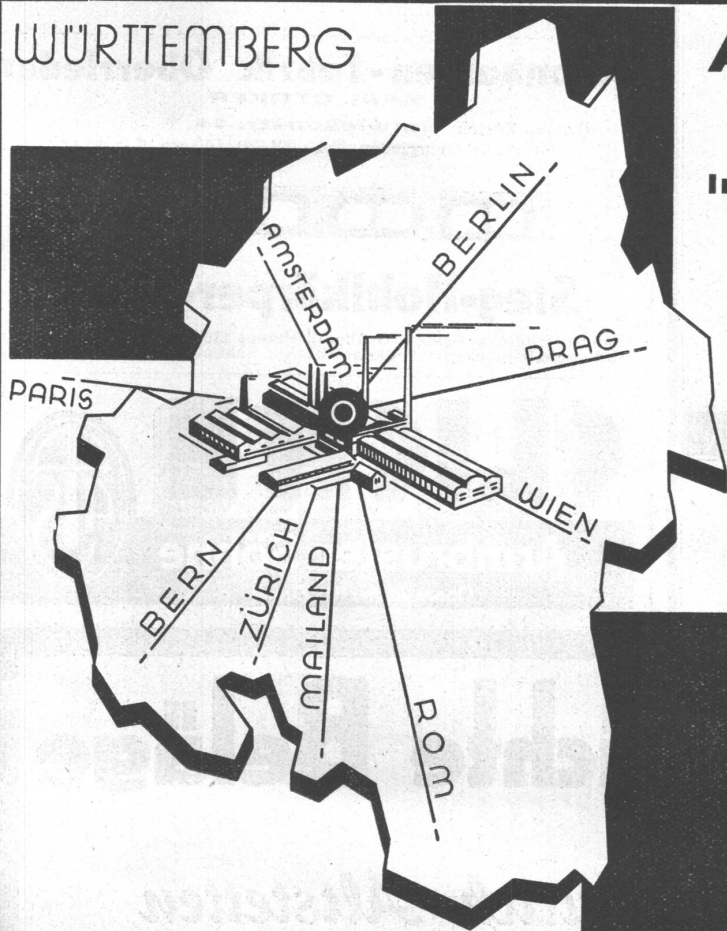 WÜRTTEMBERG
BERLIN
AMSTERDAM
PRAG
PARIS
WIEN
BERN
ZÜRICH
MAILAND
ROM